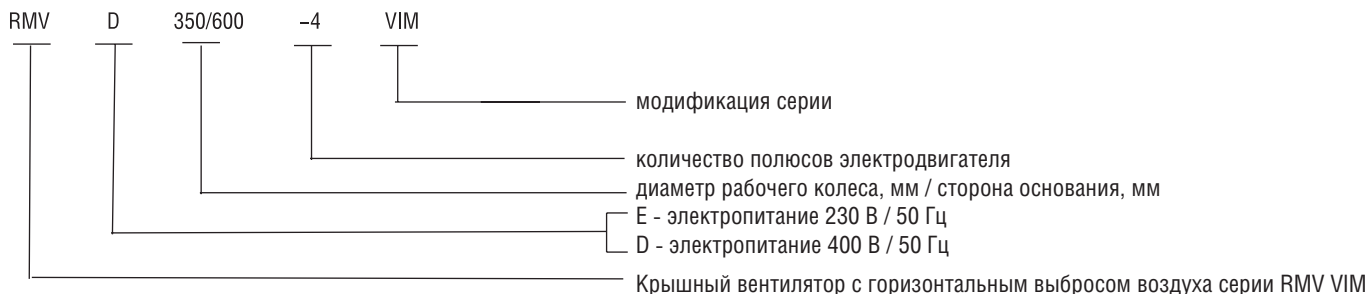 RMV D 350/600 –4 VIM
модификация серии
количество полюсов электродвигателя
диаметр рабочего колеса, мм / сторона основания, мм
E - электропитание 230 В / 50 Гц
D - электропитание 400 В / 50 Гц
Крышный вентилятор с горизонтальным выбросом воздуха серии RMV VIM